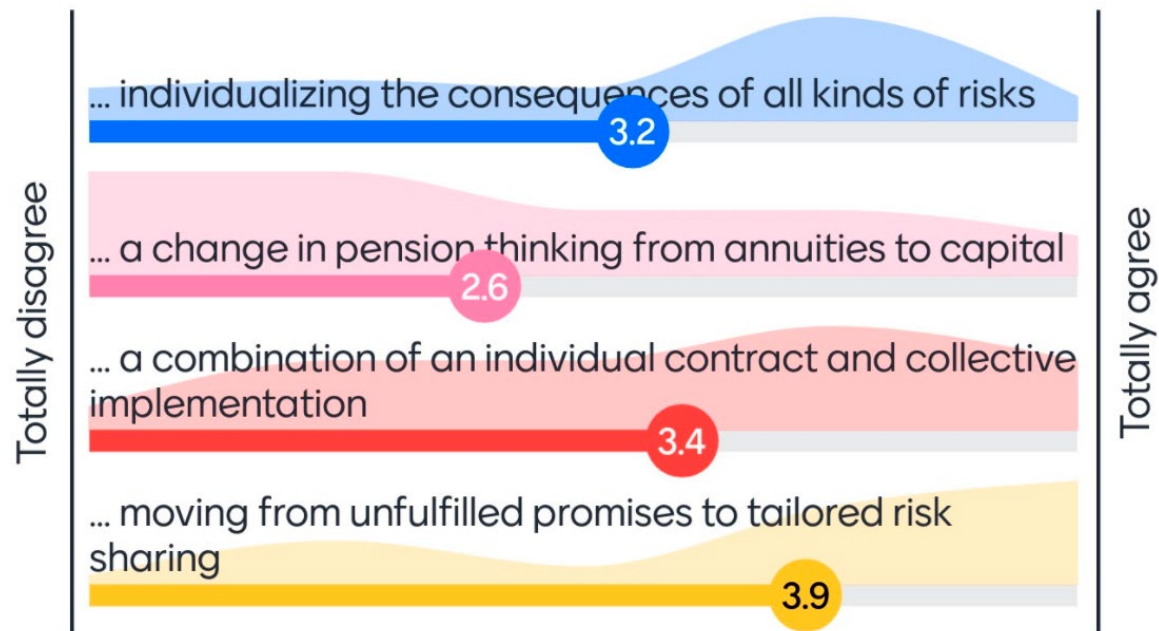 Totally disagree
... individualizing the consequences of all kinds of risks
3.2
... a change in pension thinking from annuities to capital
2.6
... a combination of an individual contract and collective
implementation
3.4
... moving from unfulfilled promises to tailored risk
sharing
3.9
Totally agree